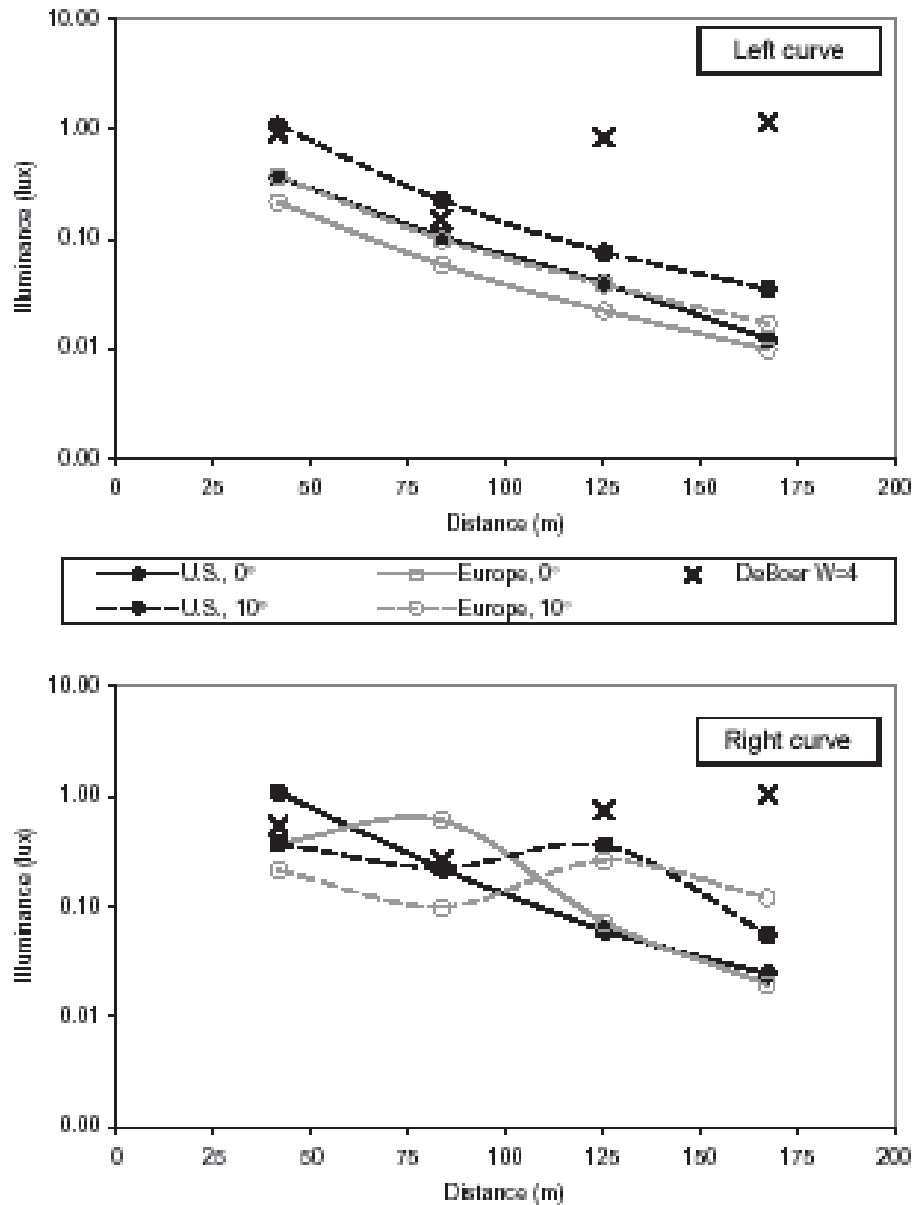 10.00
Left curve
1.00
0.10
0.01
0.00
Illuminance (lux)
0 25 50 75 100 125 150 175 200
Distance (m)
U.S., 0° Europe, 0° DeBoer W=4
U.S., 10° Europe, 10°
10.00
Right curve
1.00
0.10
0.01
0.00
Illuminance (lux)
0 25 50 75 100 125 150 175 200
Distance (m)